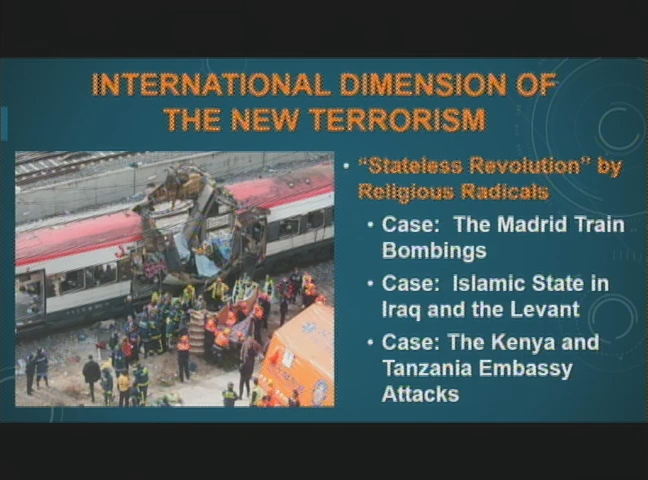 INTERNATIONAL DIMENSION OF
THE NEW TERRORISM
• “Stateless Revolution” by
Religious Radicals
• Case: The Madrid Train
Bombings
• Case: Islamic State in
Iraq and the Levant
• Case: The Kenya and
Tanzania Embassy
Attacks